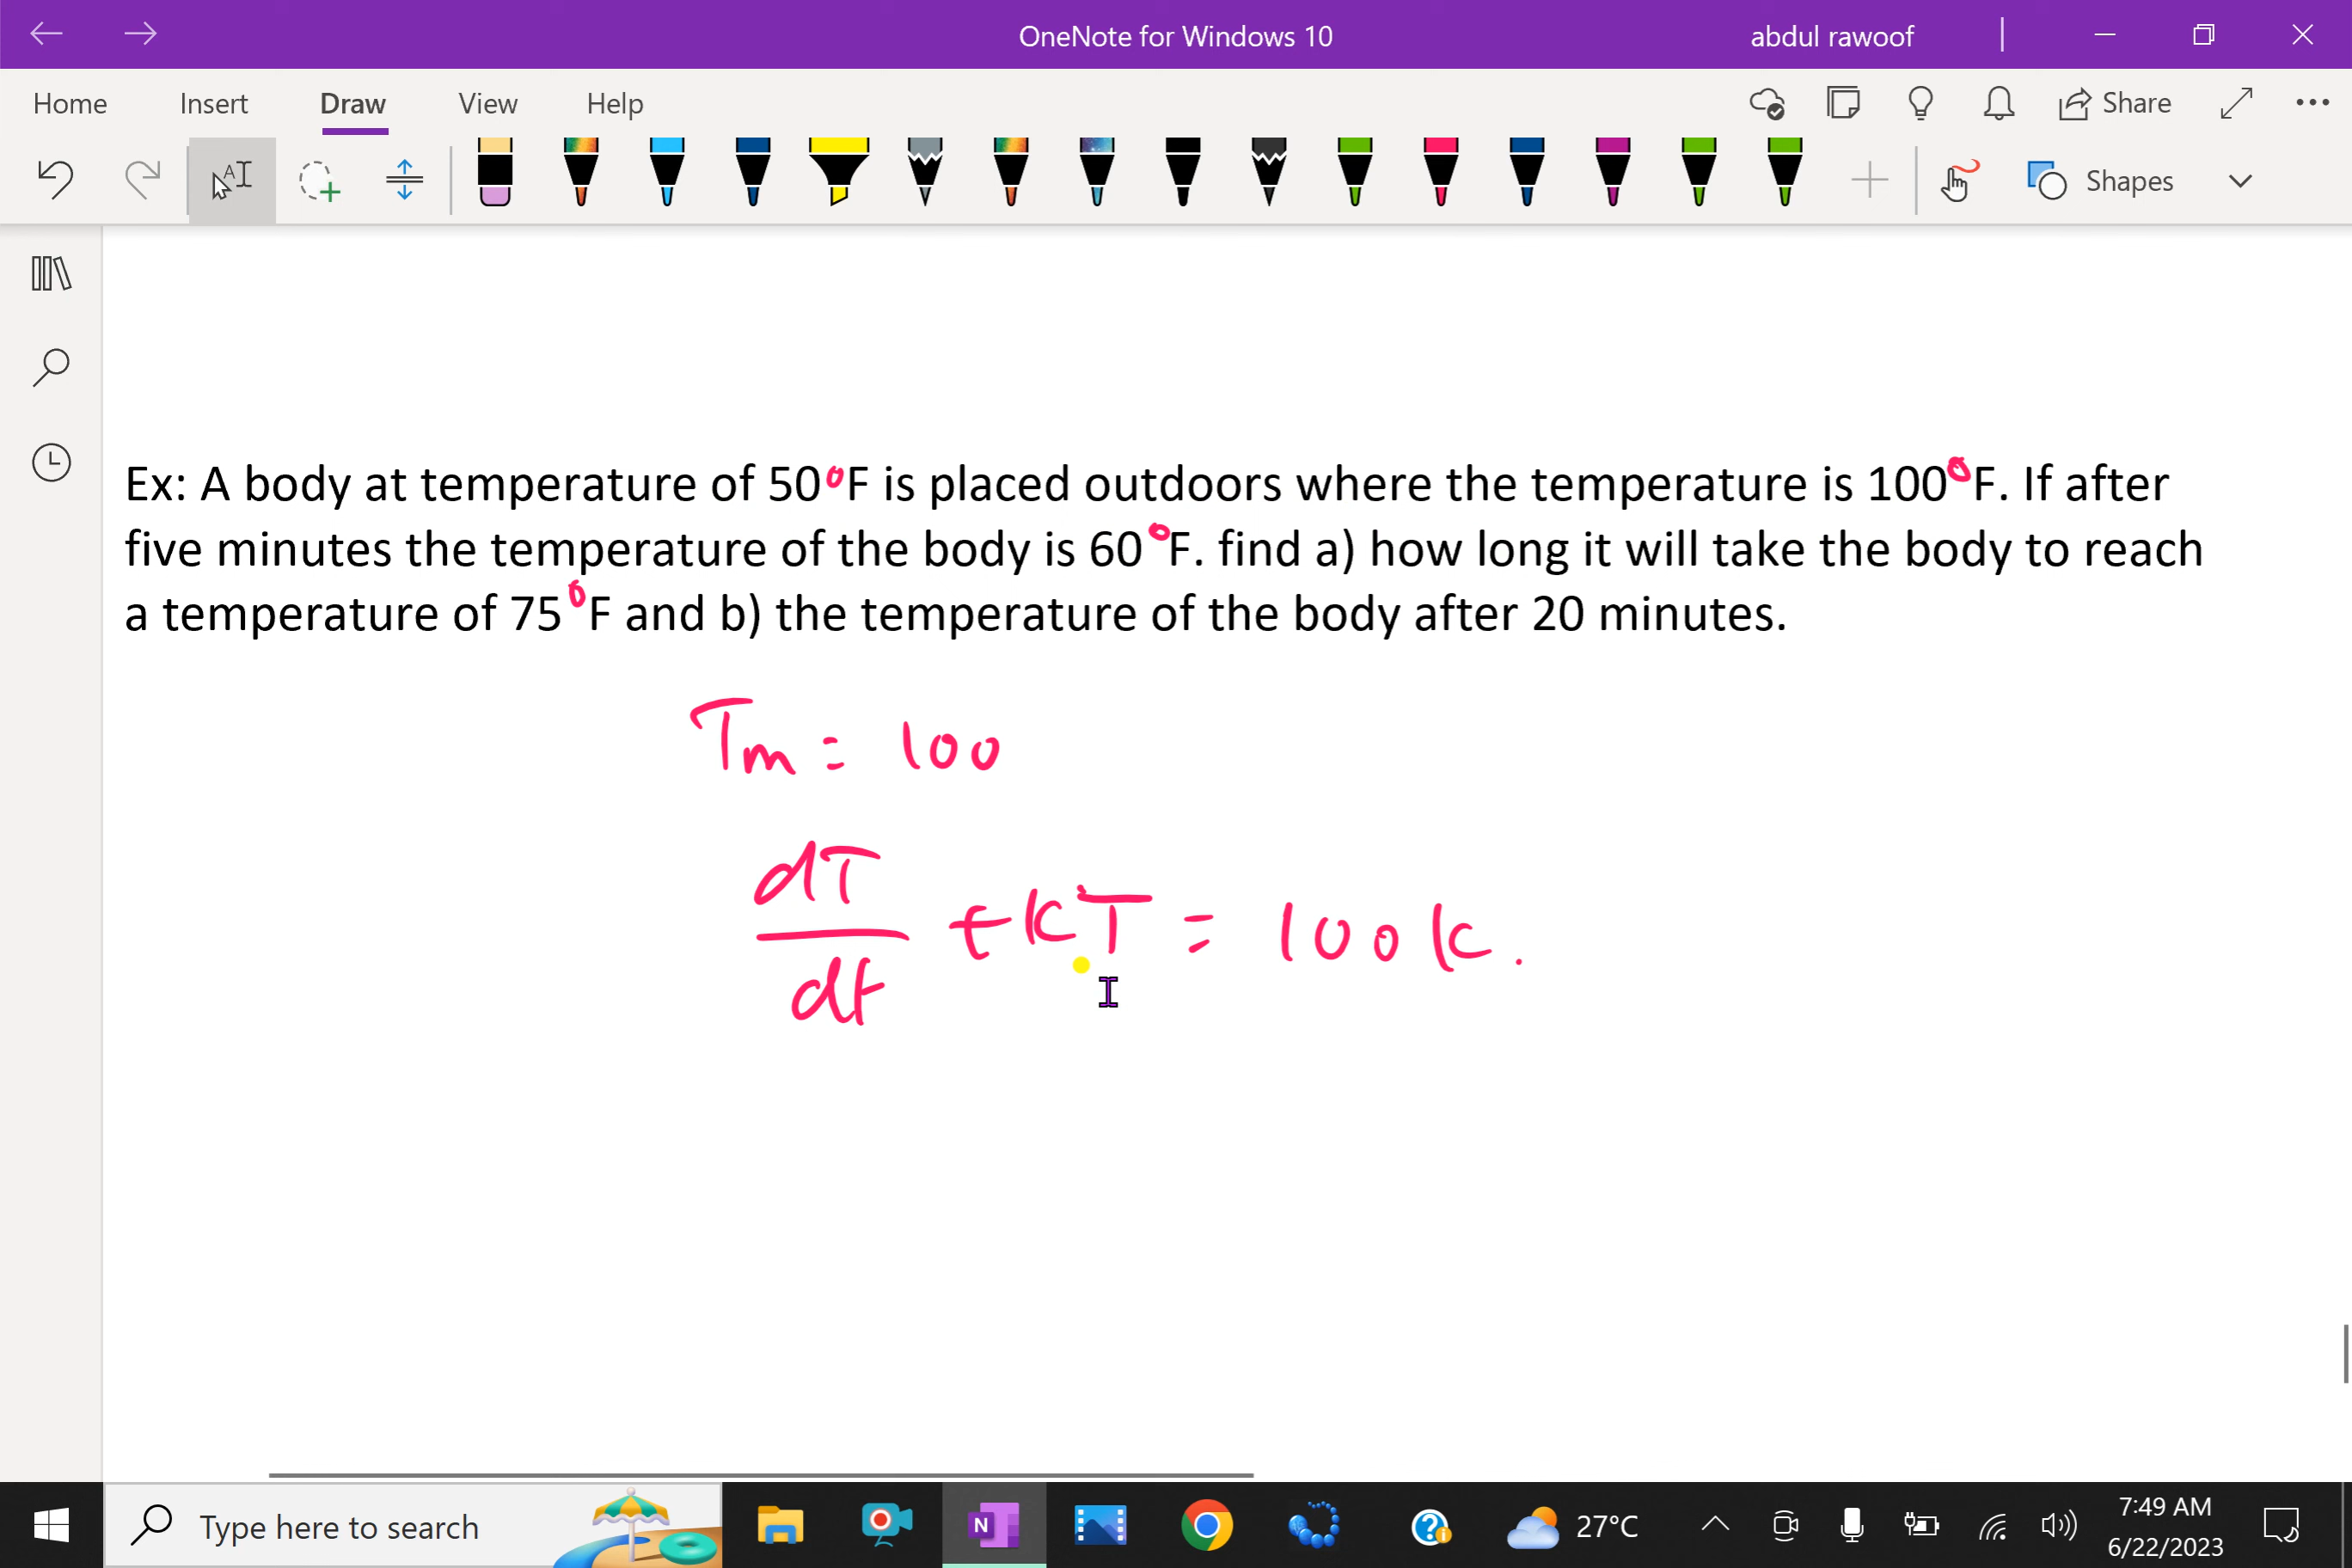 OneNote for Windows 10
abdul rawoof
Home Insert Draw View Help
Share
Shapes
Ex: A body at temperature of 50°F is placed outdoors where the temperature is 100°F. If after
five minutes the temperature of the body is 60°F. find a) how long it will take the body to reach
a temperature of 75°F and b) the temperature of the body after 20 minutes.
Tm = 100
dT/dt + kT = 100k.
Type here to search
27°C
7:49 AM
6/22/2023